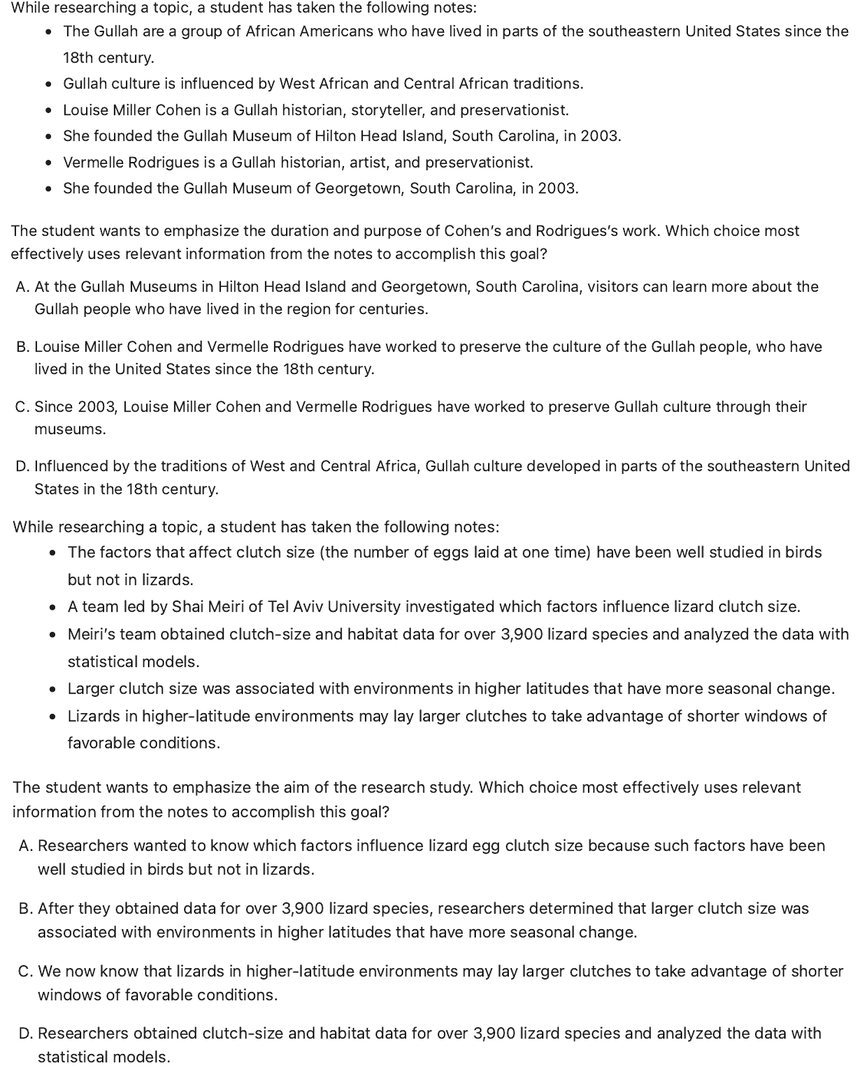 While researching a topic, a student has taken the following notes:
• The Gullah are a group of African Americans who have lived in parts of the southeastern United States since the
18th century.
• Gullah culture is influenced by West African and Central African traditions.
• Louise Miller Cohen is a Gullah historian, storyteller, and preservationist.
• She founded the Gullah Museum of Hilton Head Island, South Carolina, in 2003.
• Vermelle Rodrigues is a Gullah historian, artist, and preservationist.
• She founded the Gullah Museum of Georgetown, South Carolina, in 2003.
The student wants to emphasize the duration and purpose of Cohen's and Rodrigues's work. Which choice most
effectively uses relevant information from the notes to accomplish this goal?
A. At the Gullah Museums in Hilton Head Island and Georgetown, South Carolina, visitors can learn more about the
Gullah people who have lived in the region for centuries.
B. Louise Miller Cohen and Vermelle Rodrigues have worked to preserve the culture of the Gullah people, who have
lived in the United States since the 18th century.
C. Since 2003, Louise Miller Cohen and Vermelle Rodrigues have worked to preserve Gullah culture through their
museums.
D. Influenced by the traditions of West and Central Africa, Gullah culture developed in parts of the southeastern United
States in the 18th century.
While researching a topic, a student has taken the following notes:
• The factors that affect clutch size (the number of eggs laid at one time) have been well studied in birds
but not in lizards.
• A team led by Shai Meiri of Tel Aviv University investigated which factors influence lizard clutch size.
• Meiri's team obtained clutch-size and habitat data for over 3,900 lizard species and analyzed the data with
statistical models.
• Larger clutch size was associated with environments in higher latitudes that have more seasonal change.
• Lizards in higher-latitude environments may lay larger clutches to take advantage of shorter windows of
favorable conditions.
The student wants to emphasize the aim of the research study. Which choice most effectively uses relevant
information from the notes to accomplish this goal?
A. Researchers wanted to know which factors influence lizard egg clutch size because such factors have been
well studied in birds but not in lizards.
B. After they obtained data for over 3,900 lizard species, researchers determined that larger clutch size was
associated with environments in higher latitudes that have more seasonal change.
C. We now know that lizards in higher-latitude environments may lay larger clutches to take advantage of shorter
windows of favorable conditions.
D. Researchers obtained clutch-size and habitat data for over 3,900 lizard species and analyzed the data with
statistical models.